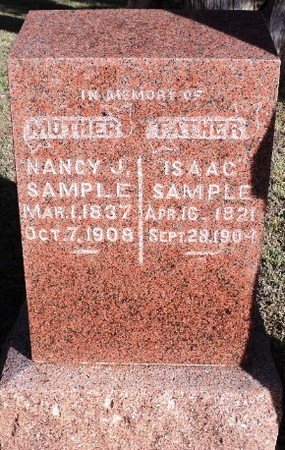 IN MEMORY OF
MOTHER
NANCY J.
SAMPLE
MAR. 1, 1837
OCT. 7, 1908
FATHER
ISAAC
SAMPLE
APR. 16, 1821
SEPT. 28, 1904